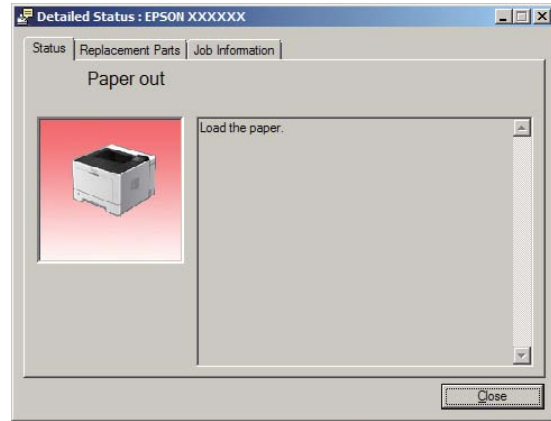 Detailed Status : EPSON XXXXXX
Status Replacement Parts Job Information
Paper out
Load the paper.
Close